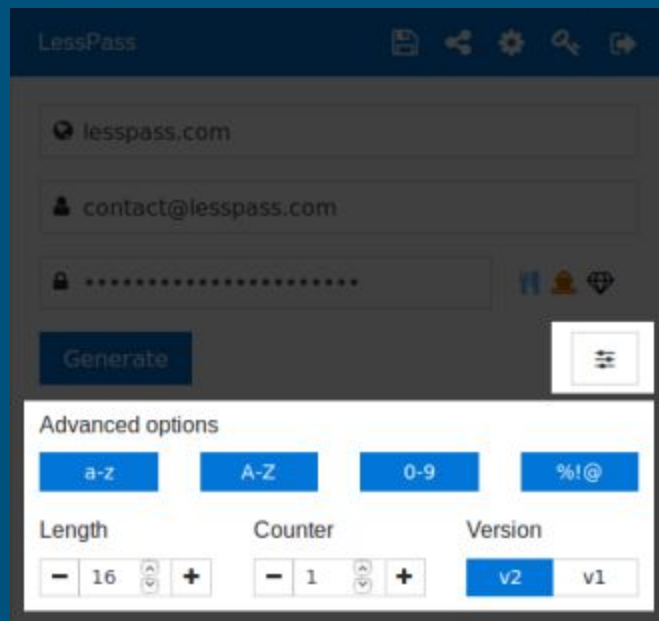 LessPass
lesspass.com
contact@lesspass.com
••••••••••••••••••••••
Generate
Advanced options
a-z A-Z 0-9 %!@
Length Counter Version
− 16 + − 1 + v2 v1